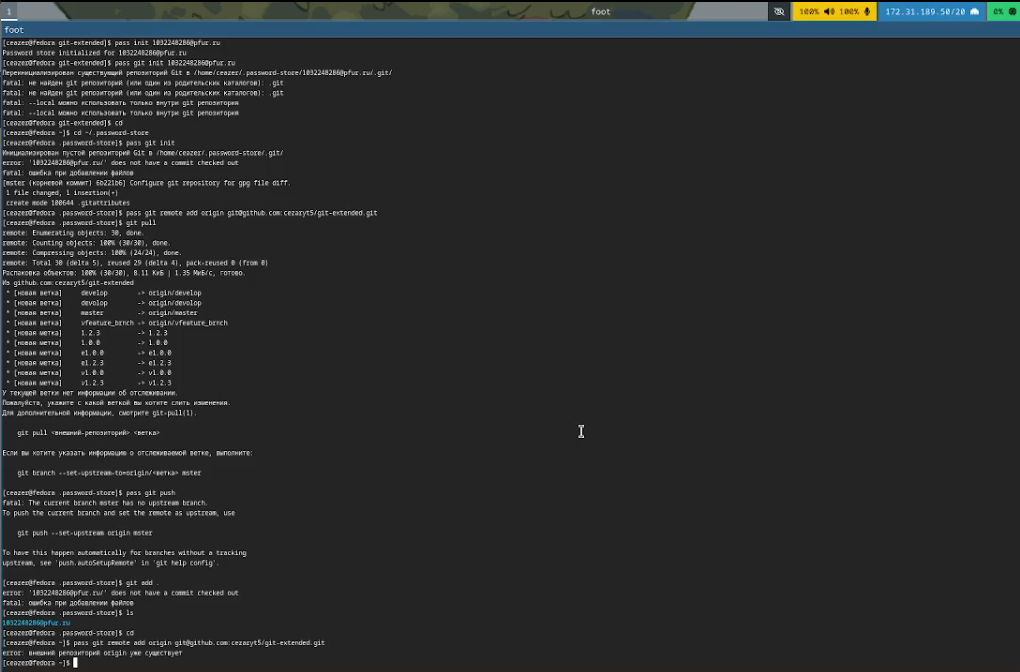 1
foot
100%
100%
172.31.189.50/20
0%
foot
[ceazer@fedora git-extended]$ pass init 1032248286@pfur.ru
Password store initialized for 1032248286@pfur.ru
[ceazer@fedora git-extended]$ pass git init 1032248286@pfur.ru
Переинициализирован существующий репозиторий Git в /home/ceazer/.password-store/1032248286@pfur.ru/.git/
fatal: не найден git репозиторий (или один из родительских каталогов): .git
fatal: не найден git репозиторий (или один из родительских каталогов): .git
fatal: --local можно использовать только внутри git репозитория
fatal: --local можно использовать только внутри git репозитория
[ceazer@fedora git-extended]$ cd
[ceazer@fedora ~]$ cd ~/.password-store
[ceazer@fedora .password-store]$ pass git init
Инициализирован пустой репозиторий Git в /home/ceazer/.password-store/.git/
error: '1032248286@pfur.ru/' does not have a commit checked out
fatal: ошибка при добавлении файлов
[mster (корневой коммит) 6b221b6] Configure git repository for gpg file diff.
1 file changed, 1 insertion(+)
create mode 100644 .gitattributes
[ceazer@fedora .password-store]$ pass git remote add origin git@github.com:cezaryt5/git-extended.git
[ceazer@fedora .password-store]$ git pull
remote: Enumerating objects: 30, done.
remote: Counting objects: 100% (30/30), done.
remote: Compressing objects: 100% (24/24), done.
remote: Total 30 (delta 5), reused 29 (delta 4), pack-reused 0 (from 0)
Распаковка объектов: 100% (30/30), 8.11 КиБ | 1.35 МиБ/с, готово.
Из github.com:cezaryt5/git-extended
* [новая ветка] develop -> origin/develop
* [новая ветка] devolop -> origin/devolop
* [новая ветка] master -> origin/master
* [новая ветка] vfeature_brnch -> origin/vfeature_brnch
* [новая метка] 1.2.3 -> 1.2.3
* [новая метка] 1.0.0 -> 1.0.0
* [новая метка] e1.0.0 -> e1.0.0
* [новая метка] e1.2.3 -> e1.2.3
* [новая метка] v1.0.0 -> v1.0.0
* [новая метка] v1.2.3 -> v1.2.3
У текущей ветки нет информации об отслеживании.
Пожалуйста, укажите с какой веткой вы хотите слить изменения.
Для дополнительной информации, смотрите git-pull(1).
git pull <внешний-репозиторий> <ветка>
Если вы хотите указать информацию о отслеживаемой ветке, выполните:
git branch --set-upstream-to=origin/<ветка> mster
[ceazer@fedora .password-store]$ pass git push
fatal: The current branch mster has no upstream branch.
To push the current branch and set the remote as upstream, use
git push --set-upstream origin mster
To have this happen automatically for branches without a tracking
upstream, see 'push.autoSetupRemote' in 'git help config'.
[ceazer@fedora .password-store]$ git add .
error: '1032248286@pfur.ru/' does not have a commit checked out
fatal: ошибка при добавлении файлов
[ceazer@fedora .password-store]$ ls
1032248286@pfur.ru
[ceazer@fedora .password-store]$ cd
[ceazer@fedora ~]$ pass git remote add origin git@github.com:cezaryt5/git-extended.git
error: внешний репозиторий origin уже существует
[ceazer@fedora ~]$